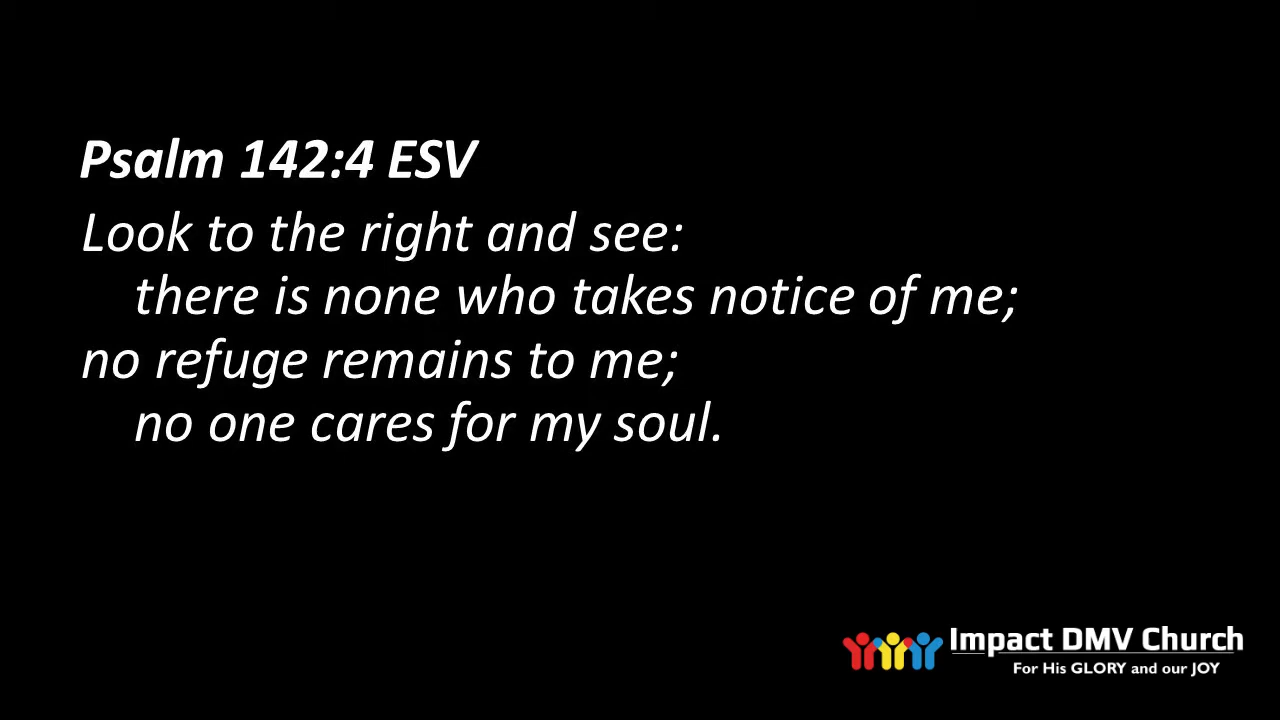 Psalm 142:4 ESV
Look to the right and see:
there is none who takes notice of me;
no refuge remains to me;
no one cares for my soul.
Impact DMV Church
For His GLORY and our JOY